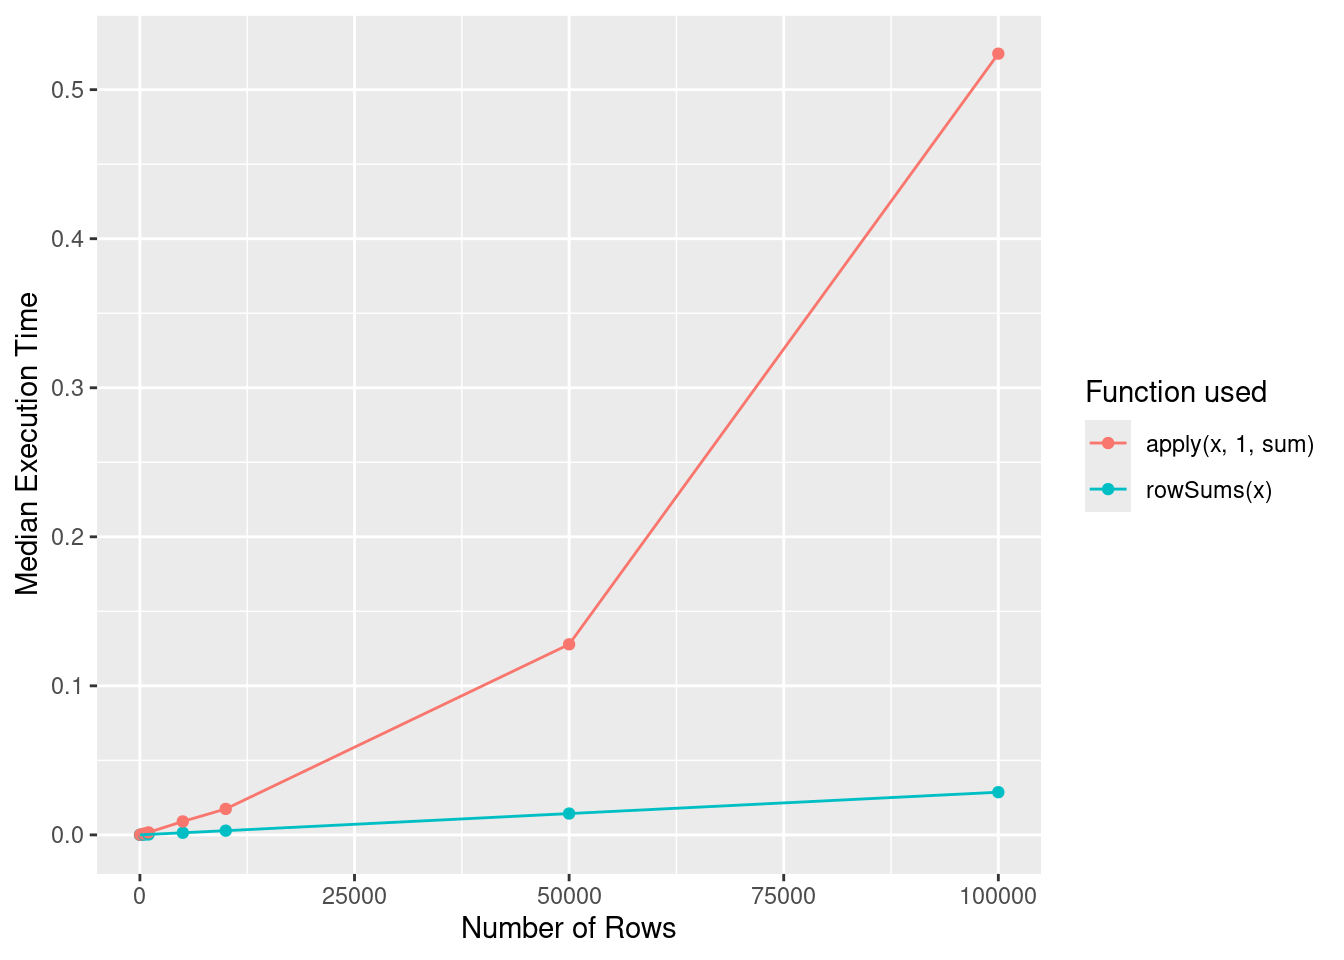 0.5
0.4
0.3
0.2
0.1
0.0
Median Execution Time
0 25000 50000 75000 100000
Number of Rows
Function used
apply(x, 1, sum)
rowSums(x)